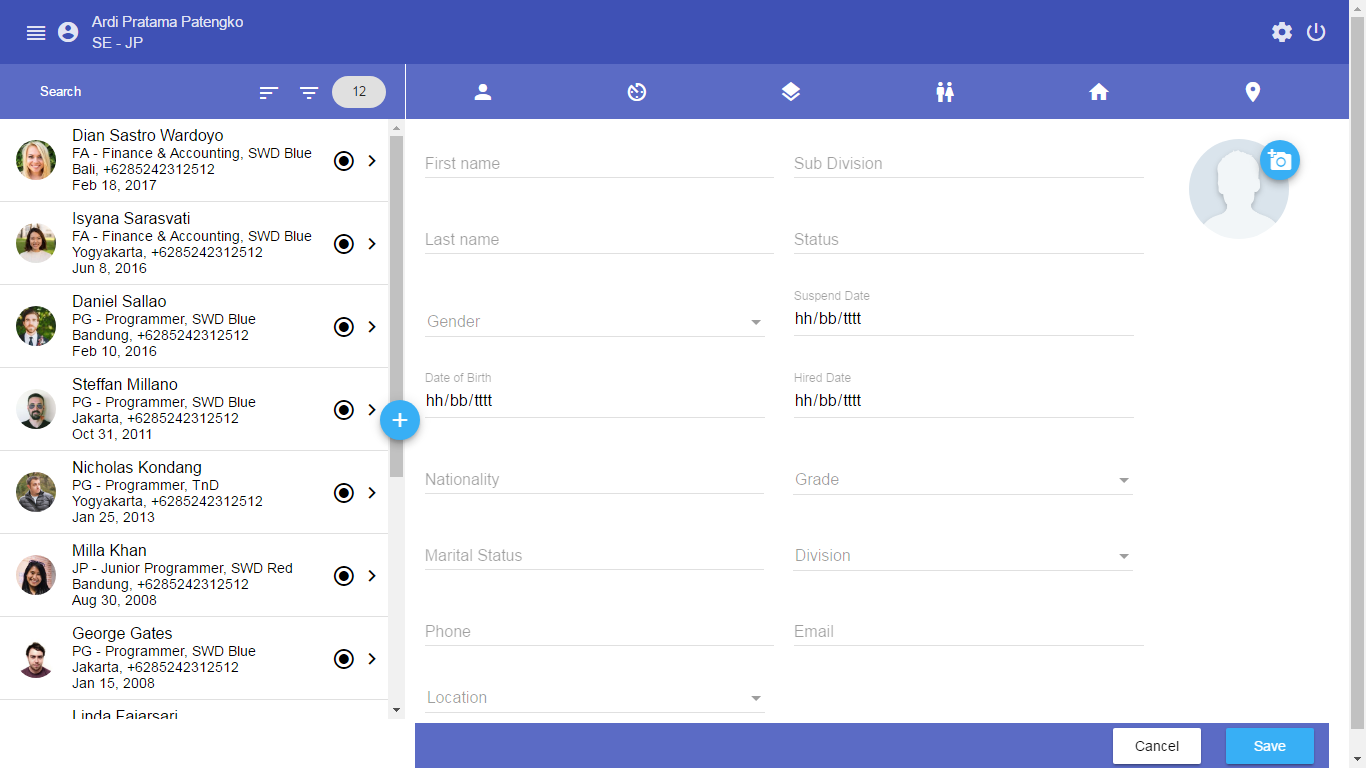 Ardi Pratama Patengko
SE - JP
Search
12
Dian Sastro Wardoyo
FA - Finance & Accounting, SWD Blue
Bali, +6285242312512
Feb 18, 2017
Isyana Sarasvati
FA - Finance & Accounting, SWD Blue
Yogyakarta, +6285242312512
Jun 8, 2016
Daniel Sallao
PG - Programmer, SWD Blue
Bandung, +6285242312512
Feb 10, 2016
Steffan Millano
PG - Programmer, SWD Blue
Jakarta, +6285242312512
Oct 31, 2011
Nicholas Kondang
PG - Programmer, TnD
Yogyakarta, +6285242312512
Jan 25, 2013
Milla Khan
JP - Junior Programmer, SWD Red
Bandung, +6285242312512
Aug 30, 2008
George Gates
PG - Programmer, SWD Blue
Jakarta, +6285242312512
Jan 15, 2008
Linda Fajarsari
First name
Sub Division
Last name
Status
Gender
Suspend Date
hh/bb/tttt
Date of Birth
hh/bb/tttt
Hired Date
hh/bb/tttt
Nationality
Grade
Marital Status
Division
Phone
Email
Location
Cancel
Save